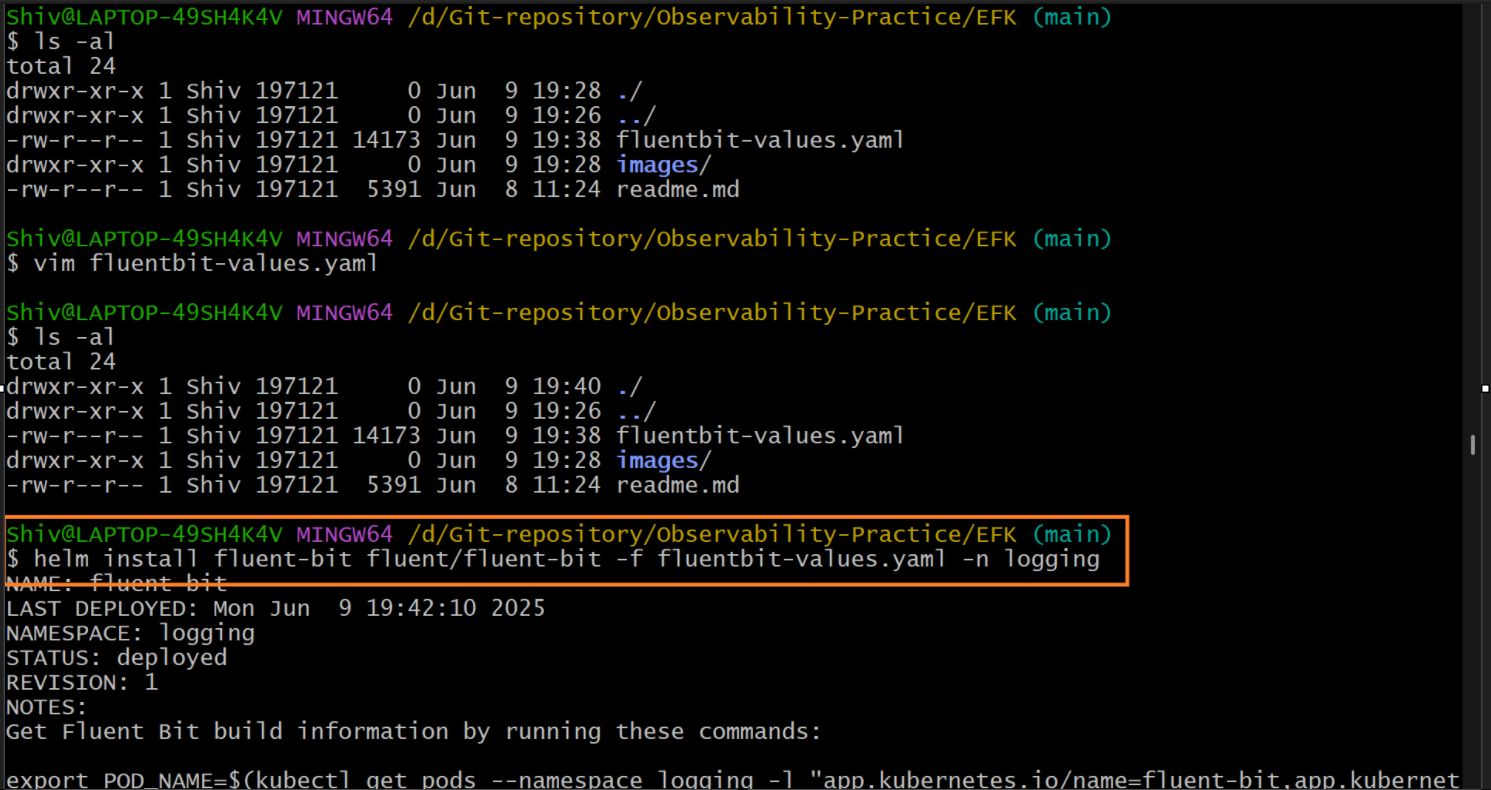 Shiv@LAPTOP-49SH4K4V MINGW64 /d/Git-repository/Observability-Practice/EFK (main)
$ ls -al
total 24
drwxr-xr-x 1 Shiv 197121     0 Jun  9 19:28 ./
drwxr-xr-x 1 Shiv 197121     0 Jun  9 19:26 ../
-rw-r--r-- 1 Shiv 197121 14173 Jun  9 19:38 fluentbit-values.yaml
drwxr-xr-x 1 Shiv 197121     0 Jun  9 19:28 images/
-rw-r--r-- 1 Shiv 197121  5391 Jun  8 11:24 readme.md
Shiv@LAPTOP-49SH4K4V MINGW64 /d/Git-repository/Observability-Practice/EFK (main)
$ vim fluentbit-values.yaml
Shiv@LAPTOP-49SH4K4V MINGW64 /d/Git-repository/Observability-Practice/EFK (main)
$ ls -al
total 24
drwxr-xr-x 1 Shiv 197121     0 Jun  9 19:40 ./
drwxr-xr-x 1 Shiv 197121     0 Jun  9 19:26 ../
-rw-r--r-- 1 Shiv 197121 14173 Jun  9 19:38 fluentbit-values.yaml
drwxr-xr-x 1 Shiv 197121     0 Jun  9 19:28 images/
-rw-r--r-- 1 Shiv 197121  5391 Jun  8 11:24 readme.md
Shiv@LAPTOP-49SH4K4V MINGW64 /d/Git-repository/Observability-Practice/EFK (main)
$ helm install fluent-bit fluent/fluent-bit -f fluentbit-values.yaml -n logging
NAME: fluent-bit
LAST DEPLOYED: Mon Jun  9 19:42:10 2025
NAMESPACE: logging
STATUS: deployed
REVISION: 1
NOTES:
Get Fluent Bit build information by running these commands:
export POD_NAME=$(kubectl get pods --namespace logging -l "app.kubernetes.io/name=fluent-bit,app.kubernet